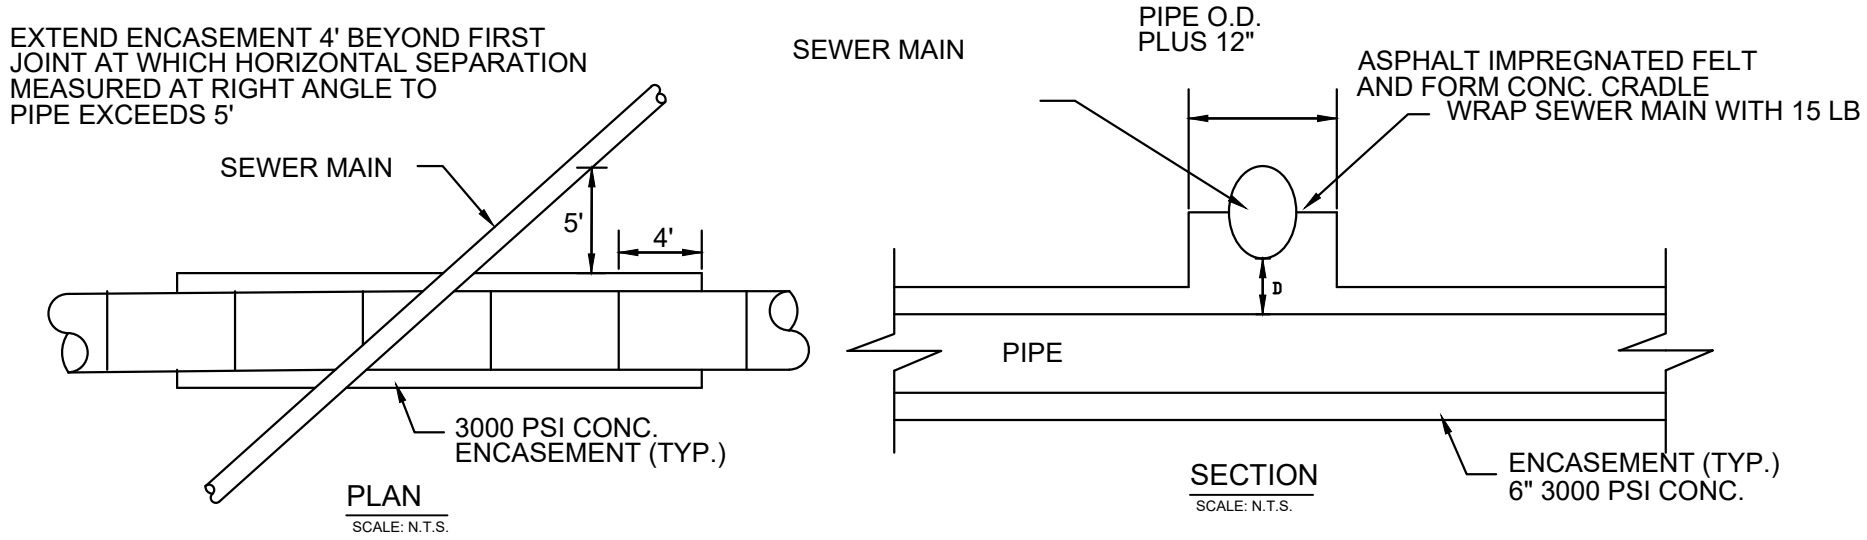 EXTEND ENCASEMENT 4' BEYOND FIRST
JOINT AT WHICH HORIZONTAL SEPARATION
MEASURED AT RIGHT ANGLE TO
PIPE EXCEEDS 5'
SEWER MAIN
5'
4'
3000 PSI CONC.
ENCASEMENT (TYP.)
PLAN
SCALE: N.T.S.
SEWER MAIN
PIPE O.D.
PLUS 12"
ASPHALT IMPREGNATED FELT
AND FORM CONC. CRADLE
WRAP SEWER MAIN WITH 15 LB
D
PIPE
ENCASEMENT (TYP.)
6" 3000 PSI CONC.
SECTION
SCALE: N.T.S.